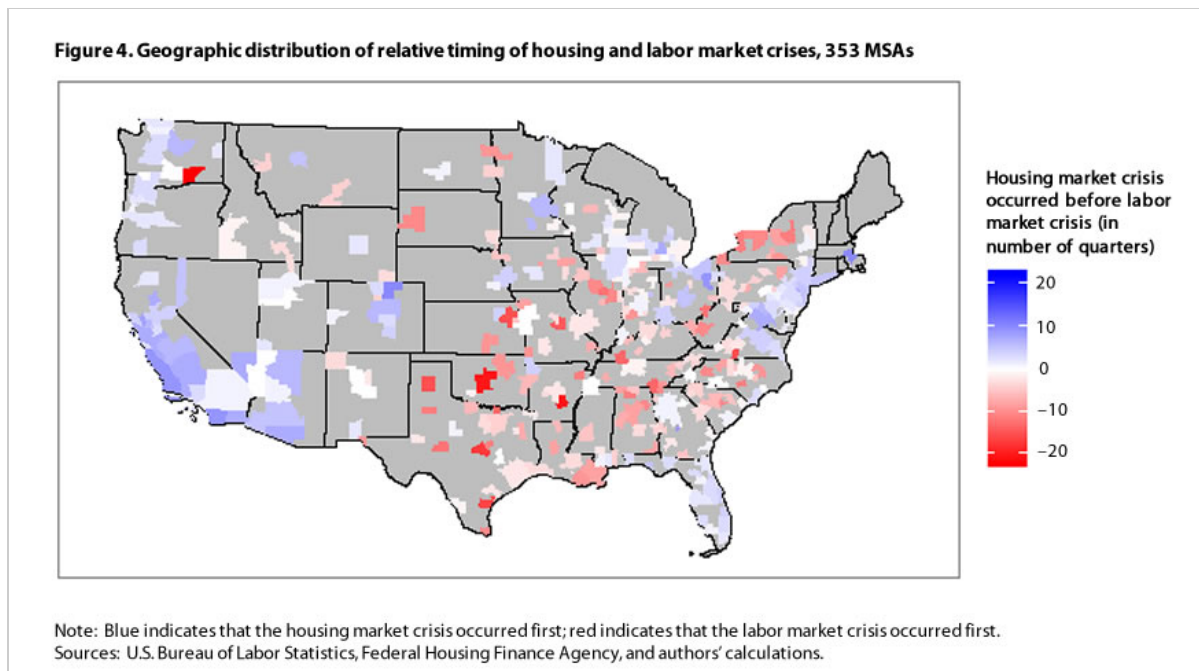 Figure 4. Geographic distribution of relative timing of housing and labor market crises, 353 MSAs
Housing market crisis
occurred before labor
market crisis (in
number of quarters)
20
10
0
−10
−20
Note: Blue indicates that the housing market crisis occurred first; red indicates that the labor market crisis occurred first.
Sources: U.S. Bureau of Labor Statistics, Federal Housing Finance Agency, and authors' calculations.